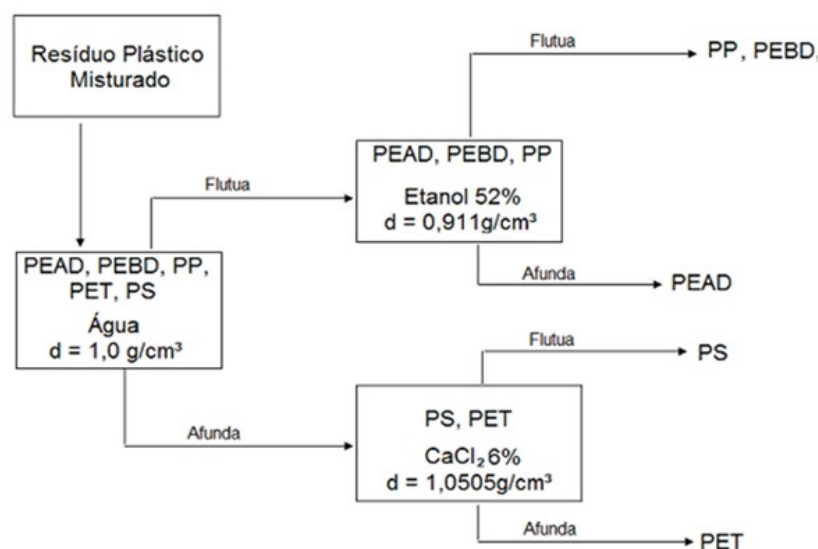 Resíduo Plástico
Misturado
Flutua
PP, PEBD,
PEAD, PEBD, PP
Etanol 52%
d = 0,911g/cm³
Flutua
Afunda
PEAD
PEAD, PEBD, PP,
PET, PS
Água
d = 1,0 g/cm³
Flutua
PS
Afunda
PS, PET
CaCl₂ 6%
d = 1,0505g/cm³
Afunda
PET